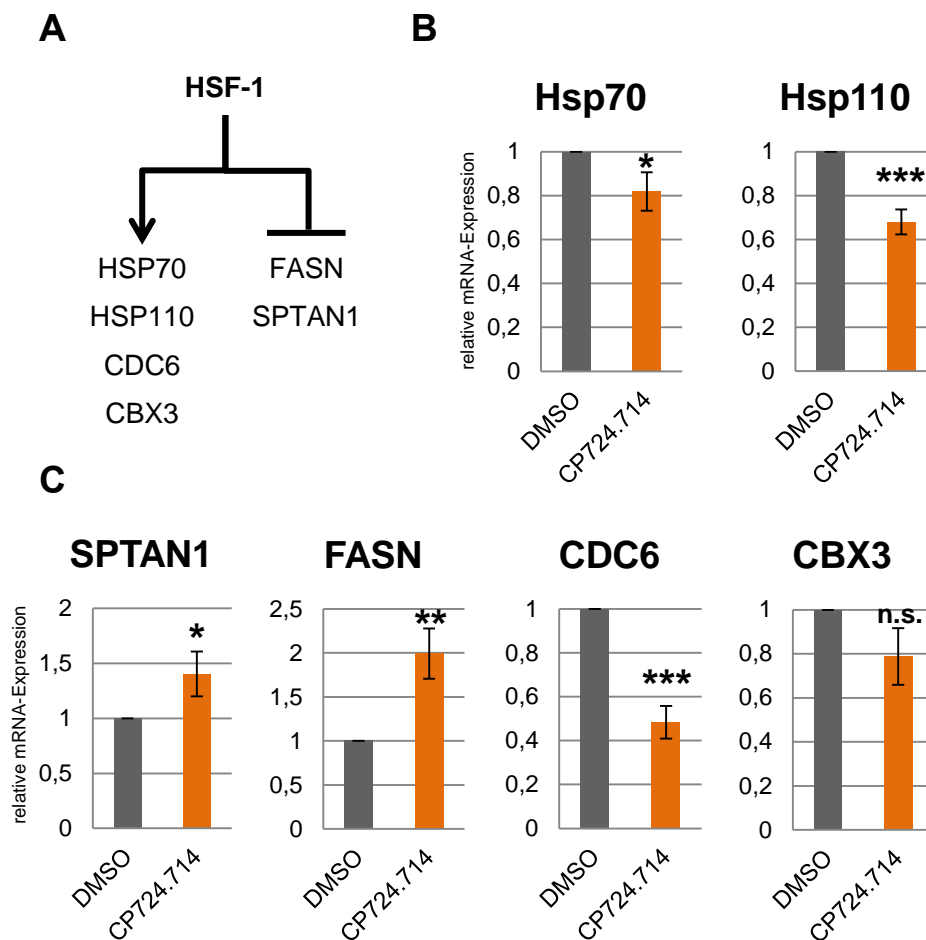 A
HSF-1
HSP70
HSP110
CDC6
CBX3
FASN
SPTAN1
B
Hsp70
relative mRNA-Expression
1
0,8
0,6
0,4
0,2
0
*
DMSO
CP724.714
Hsp110
1
0,8
0,6
0,4
0,2
0
***
DMSO
CP724.714
C
SPTAN1
relative mRNA-Expression
2
1,5
1
0,5
0
*
DMSO
CP724.714
FASN
2,5
2
1,5
1
0,5
0
**
DMSO
CP724.714
CDC6
1
0,8
0,6
0,4
0,2
0
***
DMSO
CP724.714
CBX3
1
0,8
0,6
0,4
0,2
0
n.s.
DMSO
CP724.714